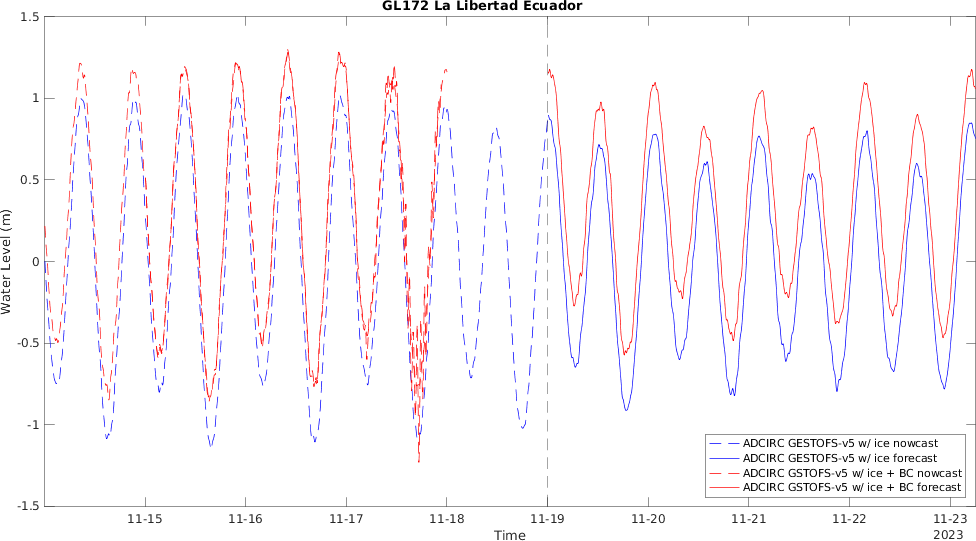 GL172 La Libertad Ecuador
1.5
1
0.5
0
-0.5
-1
-1.5
Water Level (m)
11-15
11-16
11-17
11-18
11-19
11-20
11-21
11-22
11-23
2023
Time
ADCIRC GESTOFS-v5 w/ ice nowcast
ADCIRC GESTOFS-v5 w/ ice forecast
ADCIRC GSTOFS-v5 w/ ice + BC nowcast
ADCIRC GSTOFS-v5 w/ ice + BC forecast